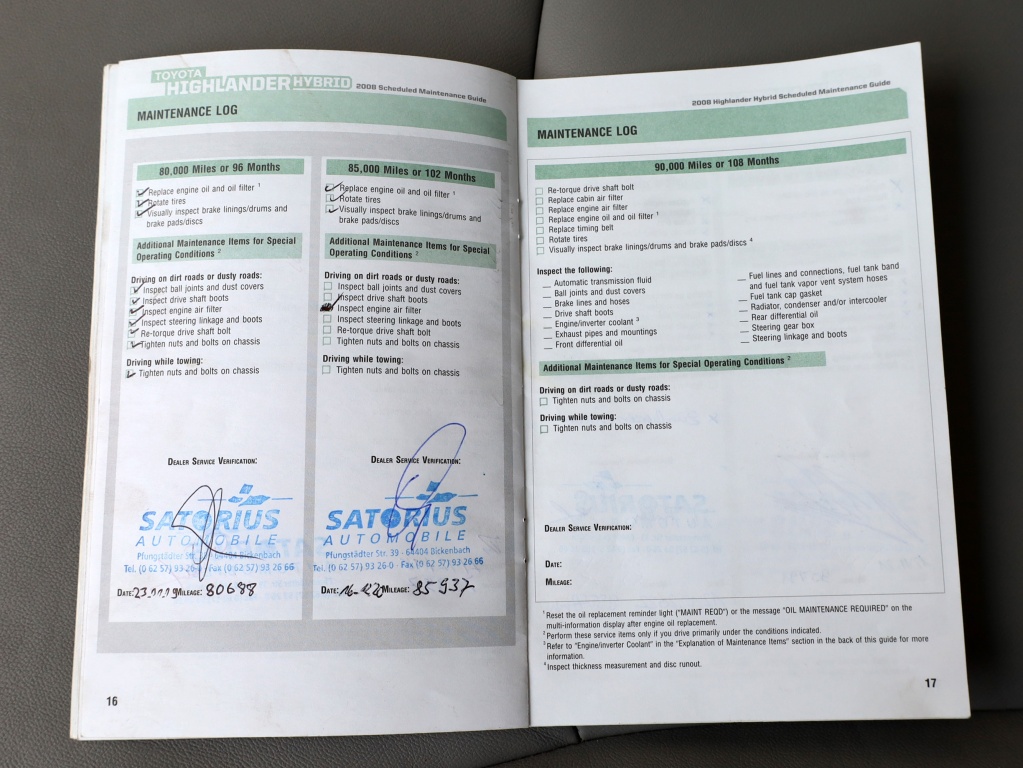 TOYOTA
HIGHLANDER HYBRID 2008 Scheduled Maintenance Guide
MAINTENANCE LOG
80,000 Miles or 96 Months
Replace engine oil and oil filter 1
Rotate tires
Visually inspect brake linings/drums and
brake pads/discs
Additional Maintenance Items for Special
Operating Conditions 2
Driving on dirt roads or dusty roads:
Inspect ball joints and dust covers
Inspect drive shaft boots
Inspect engine air filter
Inspect steering linkage and boots
Re-torque drive shaft bolt
Tighten nuts and bolts on chassis
Driving while towing:
Tighten nuts and bolts on chassis
DEALER SERVICE VERIFICATION:
SATORIUS
AUTOMOBILE
Pfungstädter Str. 64404 Bickenbach
Tel. (0 62 57) 93 26-0 Fax (0 62 57) 93 26 66
DATE: MILEAGE: 80688
16
85,000 Miles or 102 Months
Replace engine oil and oil filter 1
Rotate tires
Visually inspect brake linings/drums and
brake pads/discs
Additional Maintenance Items for Special
Operating Conditions 2
Driving on dirt roads or dusty roads:
Inspect ball joints and dust covers
Inspect drive shaft boots
Inspect engine air filter
Inspect steering linkage and boots
Re-torque drive shaft bolt
Tighten nuts and bolts on chassis
Driving while towing:
Tighten nuts and bolts on chassis
DEALER SERVICE VERIFICATION:
SATORIUS
AUTOMOBILE
Pfungstädter Str. 39 · 64404 Bickenbach
Tel. (0 62 57) 93 26-0 · Fax (0 62 57) 93 26 66
DATE: MILEAGE: 85937
2008 Highlander Hybrid Scheduled Maintenance Guide
MAINTENANCE LOG
90,000 Miles or 108 Months
Re-torque drive shaft bolt
Replace cabin air filter
Replace engine air filter
Replace engine oil and oil filter 1
Replace timing belt
Rotate tires
Visually inspect brake linings/drums and brake pads/discs 4
Inspect the following:
Automatic transmission fluid
Ball joints and dust covers
Brake lines and hoses
Drive shaft boots
Engine/inverter coolant 3
Exhaust pipes and mountings
Front differential oil
Fuel lines and connections, fuel tank band
and fuel tank vapor vent system hoses
Fuel tank cap gasket
Radiator, condenser and/or intercooler
Rear differential oil
Steering gear box
Steering linkage and boots
Additional Maintenance Items for Special Operating Conditions 2
Driving on dirt roads or dusty roads:
Tighten nuts and bolts on chassis
Driving while towing:
Tighten nuts and bolts on chassis
DEALER SERVICE VERIFICATION:
DATE:
MILEAGE:
1 Reset the oil replacement reminder light ("MAINT REQD") or the message "OIL MAINTENANCE REQUIRED" on the
multi-information display after engine oil replacement.
2 Perform these service items only if you drive primarily under the conditions indicated.
3 Refer to "Engine/inverter Coolant" in the "Explanation of Maintenance Items" section in the back of this guide for more
information.
4 Inspect thickness measurement and disc runout.
17